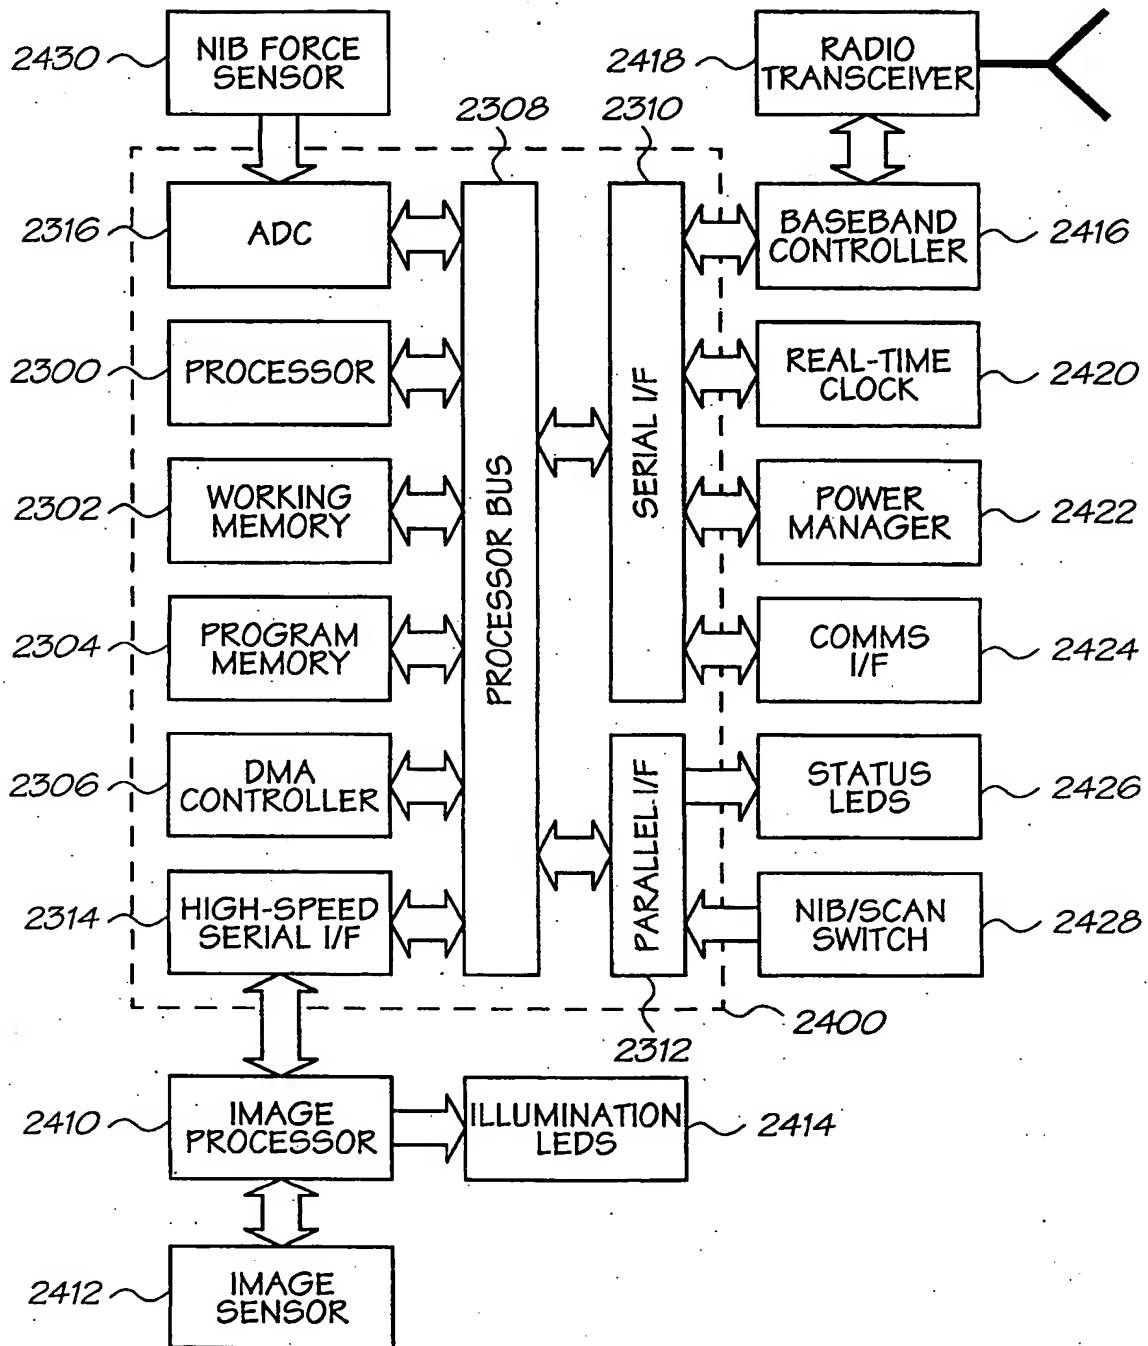 2430
NIB FORCE
SENSOR
2418
RADIO
TRANSCEIVER
2308
2310
2316
ADC
BASEBAND
CONTROLLER
2416
2300
PROCESSOR
REAL-TIME
CLOCK
2420
2302
WORKING
MEMORY
PROCESSOR BUS
SERIAL I/F
POWER
MANAGER
2422
2304
PROGRAM
MEMORY
COMMS
I/F
2424
2306
DMA
CONTROLLER
PARALLEL I/F
STATUS
LEDS
2426
2314
HIGH-SPEED
SERIAL I/F
NIB/SCAN
SWITCH
2428
2312
2400
2410
IMAGE
PROCESSOR
ILLUMINATION
LEDS
2414
2412
IMAGE
SENSOR